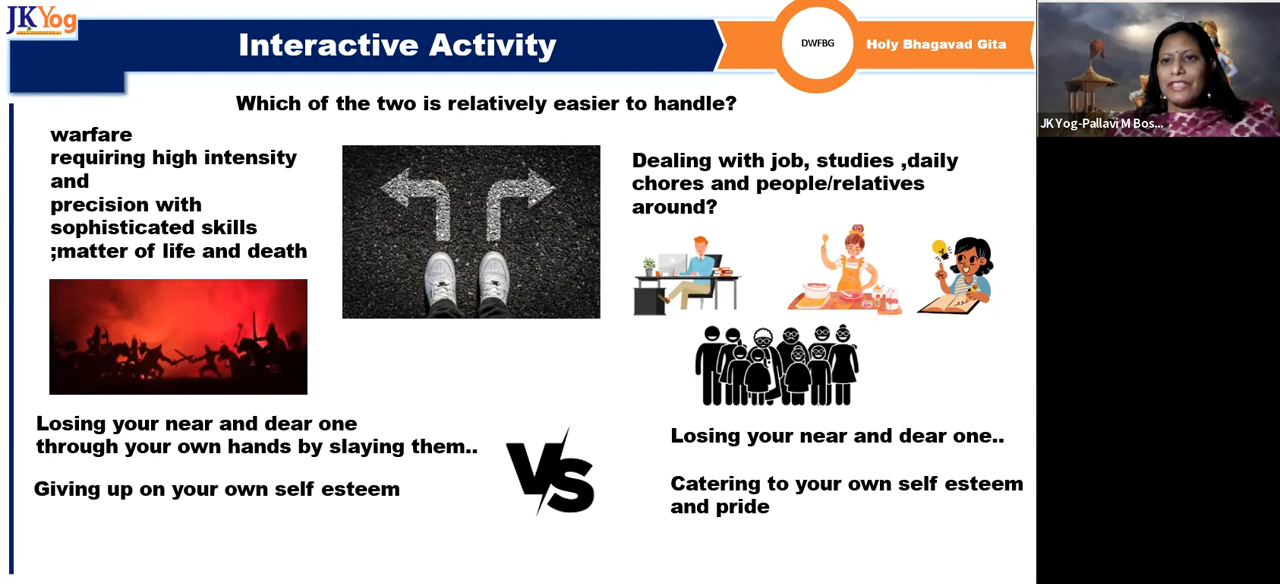 JKYog
Interactive Activity
DWFBG
Holy Bhagavad Gita
JK Yog-Pallavi M Bos...
Which of the two is relatively easier to handle?
warfare
requiring high intensity
and
precision with
sophisticated skills
;matter of life and death
Dealing with job, studies ,daily
chores and people/relatives
around?
Losing your near and dear one
through your own hands by slaying them..
Giving up on your own self esteem
VS
Losing your near and dear one..
Catering to your own self esteem
and pride